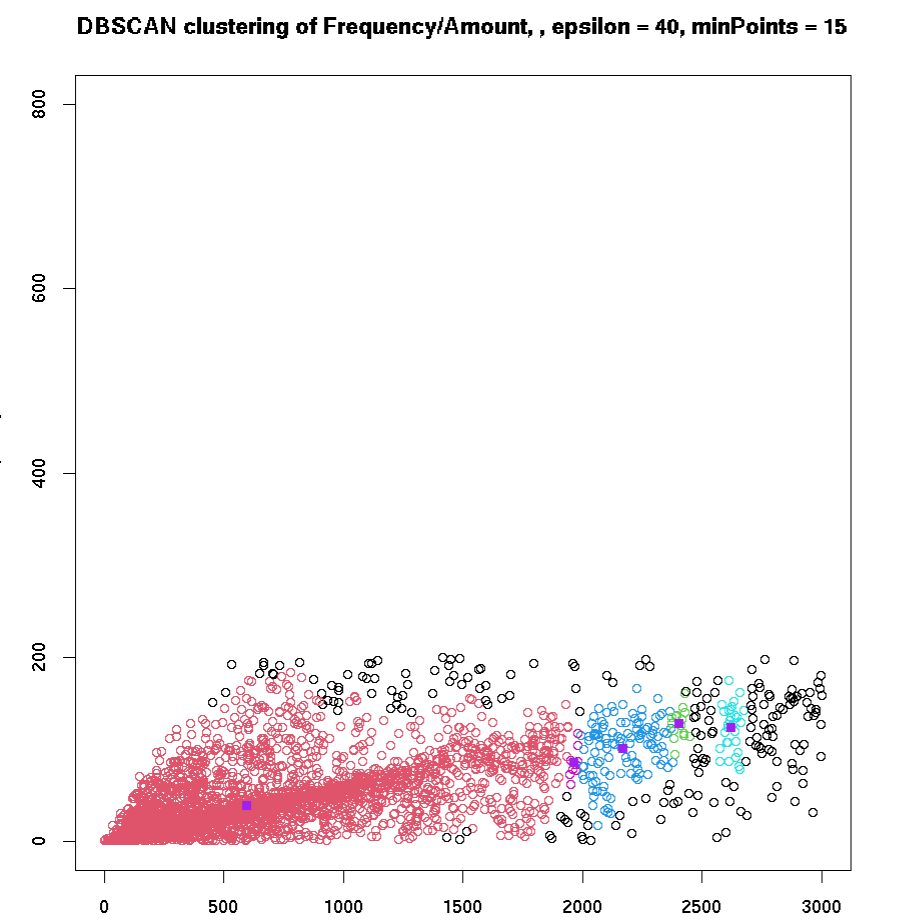 DBSCAN clustering of Frequency/Amount, , epsilon = 40, minPoints = 15
800
600
400
200
0
0 500 1000 1500 2000 2500 3000